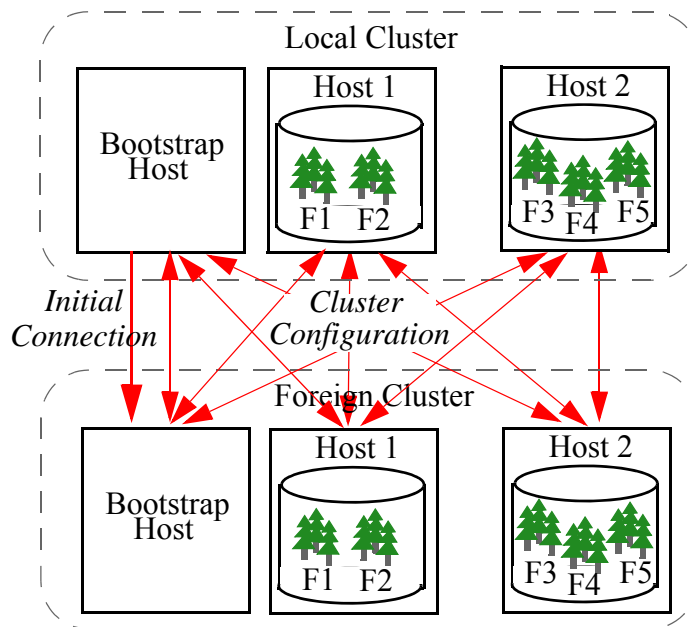 Local Cluster
Bootstrap
Host
Host 1
F1 F2
Host 2
F3 F4 F5
Initial
Connection
Cluster
Configuration
Foreign Cluster
Bootstrap
Host
Host 1
F1 F2
Host 2
F3 F4 F5